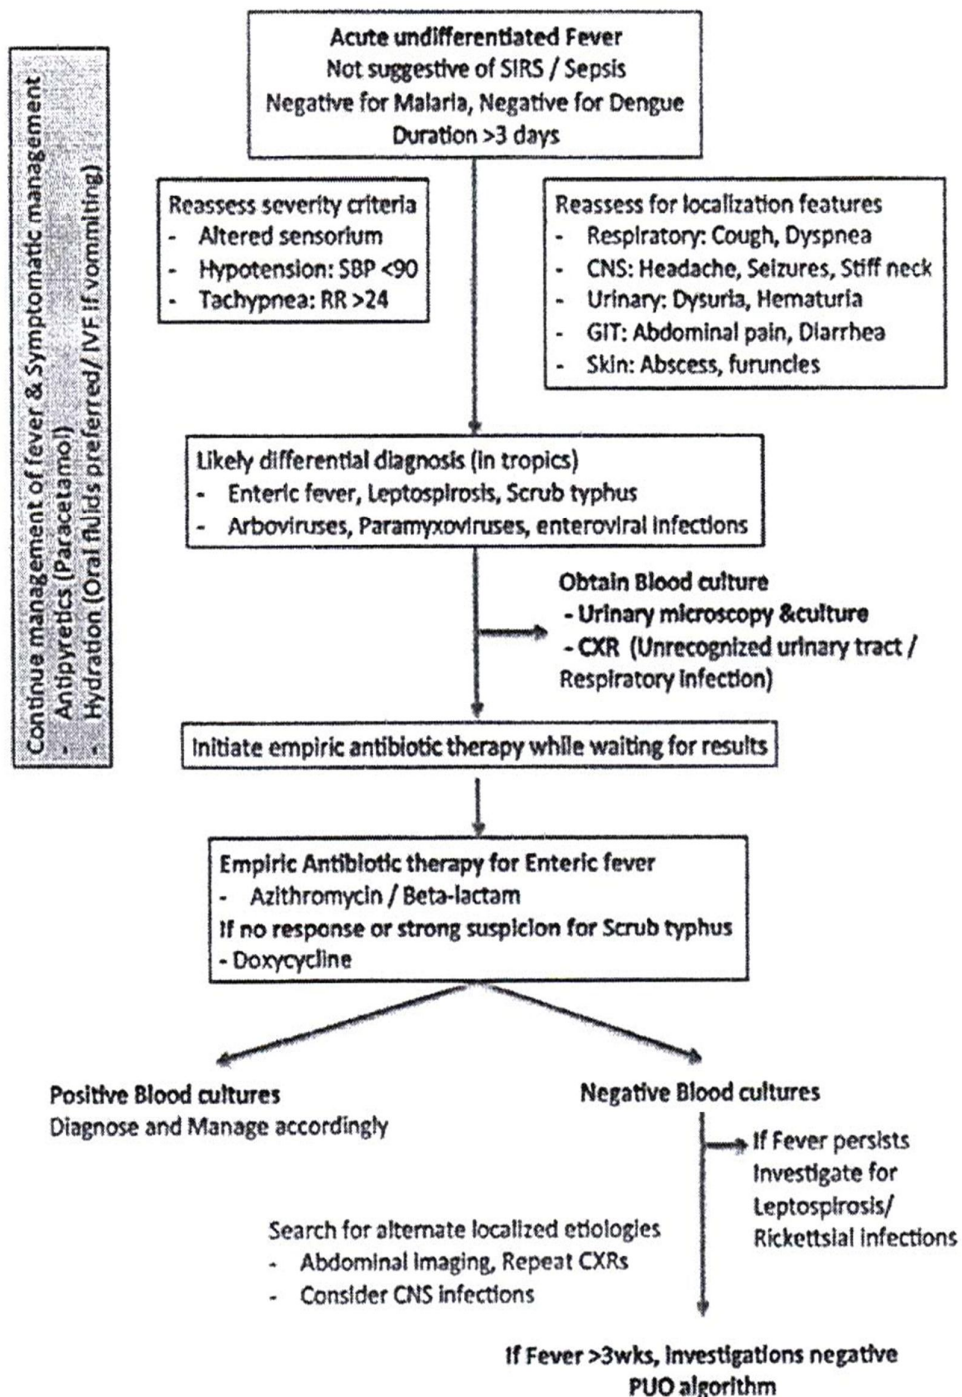 Acute undifferentiated Fever
Not suggestive of SIRS / Sepsis
Negative for Malaria, Negative for Dengue
Duration >3 days
Continue management of fever & Symptomatic management
- Antipyretics (Paracetamol)
- Hydration (Oral fluids preferred/ IVF if vommiting)
Reassess severity criteria
- Altered sensorium
- Hypotension: SBP <90
- Tachypnea: RR >24
Reassess for localization features
- Respiratory: Cough, Dyspnea
- CNS: Headache, Seizures, Stiff neck
- Urinary: Dysuria, Hematuria
- GIT: Abdominal pain, Diarrhea
- Skin: Abscess, furuncles
Likely differential diagnosis (in tropics)
- Enteric fever, Leptospirosis, Scrub typhus
- Arboviruses, Paramyxoviruses, enteroviral infections
Obtain Blood culture
- Urinary microscopy &culture
- CXR (Unrecognized urinary tract /
Respiratory infection)
Initiate empiric antibiotic therapy while waiting for results
Empiric Antibiotic therapy for Enteric fever
- Azithromycin / Beta-lactam
If no response or strong suspicion for Scrub typhus
- Doxycycline
Positive Blood cultures
Diagnose and Manage accordingly
Negative Blood cultures
If Fever persists
Investigate for
Leptospirosis/
Rickettsial infections
Search for alternate localized etiologies
- Abdominal imaging, Repeat CXRs
- Consider CNS infections
If Fever >3wks, investigations negative
PUO algorithm